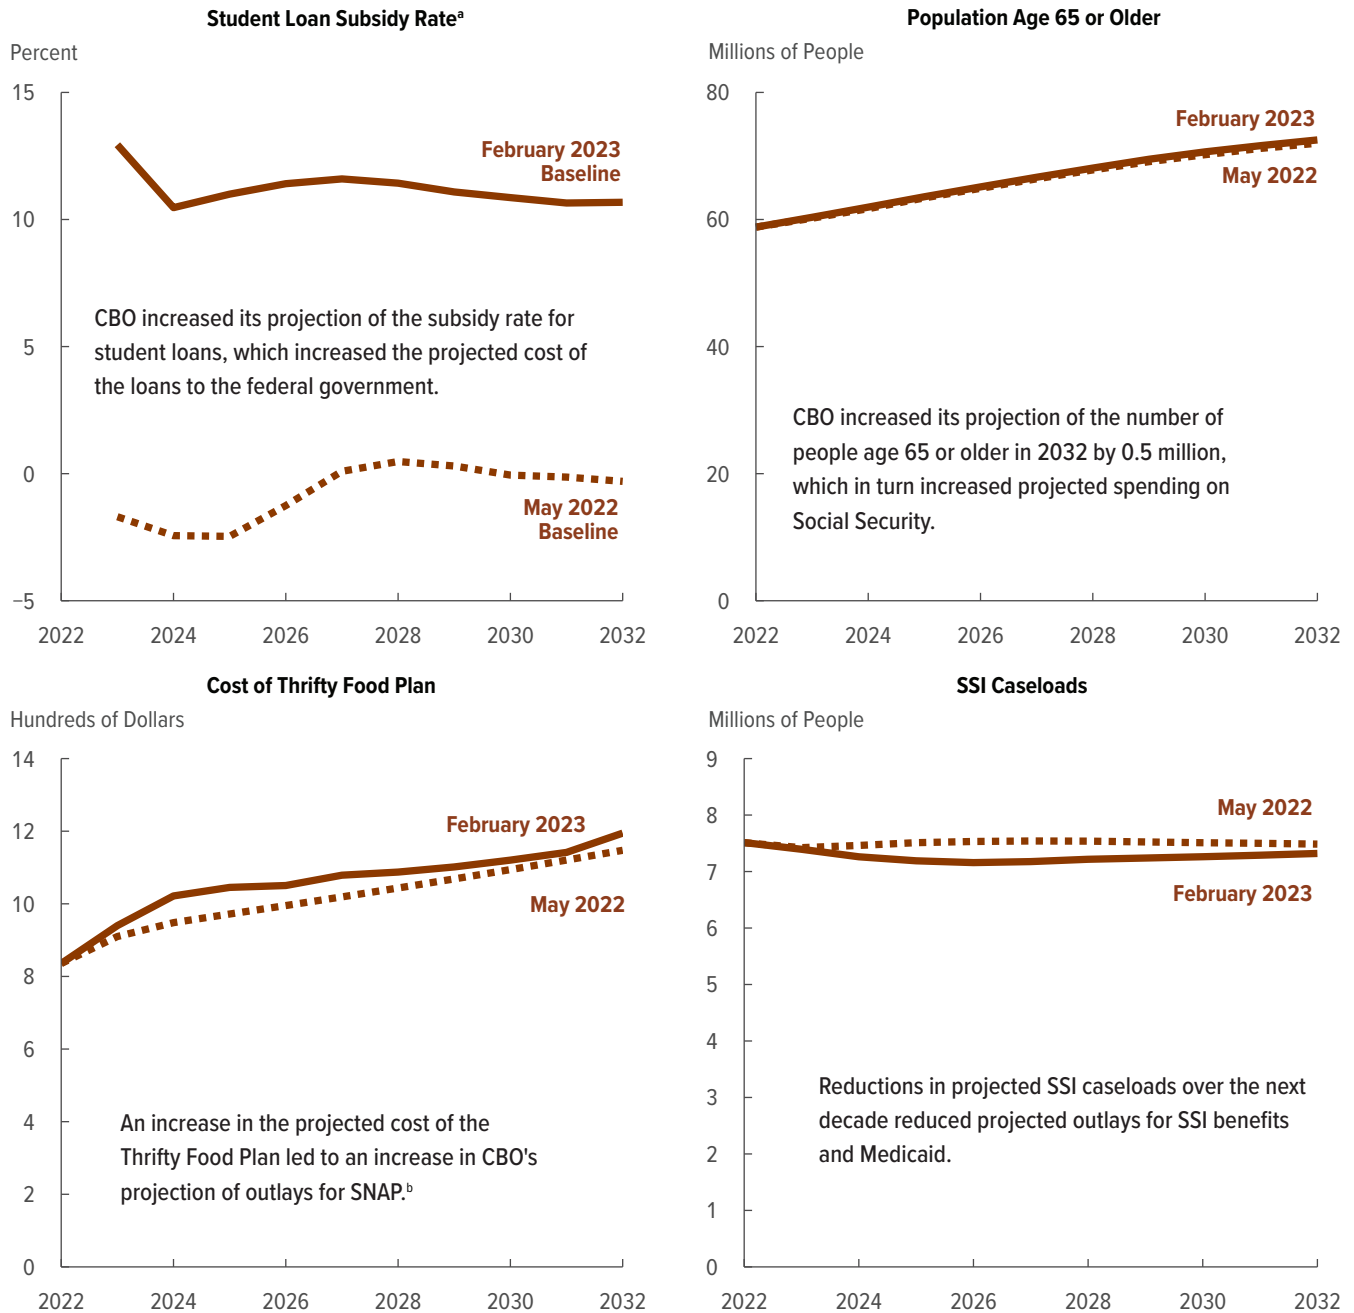 Student Loan Subsidy Rateᵃ
Percent
15
10
5
0
−5
2022 2024 2026 2028 2030 2032
February 2023
Baseline
CBO increased its projection of the subsidy rate for
student loans, which increased the projected cost of
the loans to the federal government.
May 2022
Baseline
Population Age 65 or Older
Millions of People
80
60
40
20
0
2022 2024 2026 2028 2030 2032
February 2023
May 2022
CBO increased its projection of the number of
people age 65 or older in 2032 by 0.5 million,
which in turn increased projected spending on
Social Security.
Cost of Thrifty Food Plan
Hundreds of Dollars
14
12
10
8
6
4
2
0
2022 2024 2026 2028 2030 2032
February 2023
May 2022
An increase in the projected cost of the
Thrifty Food Plan led to an increase in CBO's
projection of outlays for SNAP.ᵇ
SSI Caseloads
Millions of People
9
8
7
6
5
4
3
2
1
0
2022 2024 2026 2028 2030 2032
May 2022
February 2023
Reductions in projected SSI caseloads over the next
decade reduced projected outlays for SSI benefits
and Medicaid.